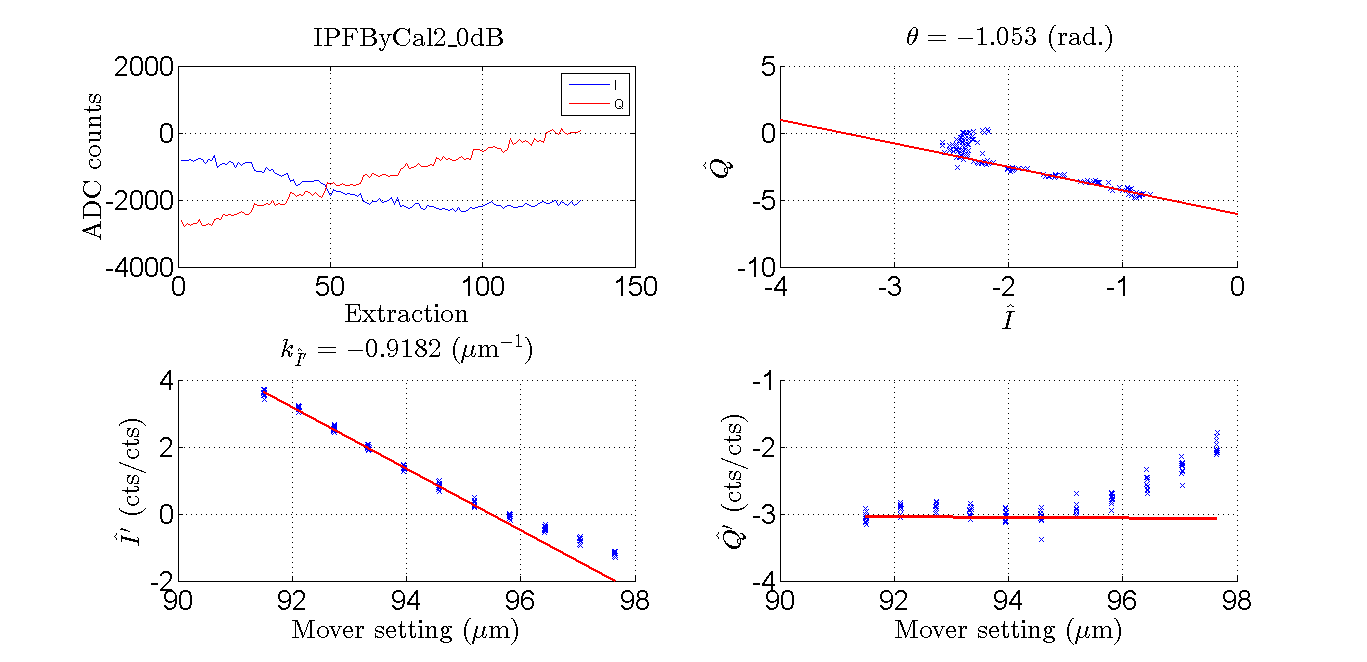 IPFByCal2_0dB
2000
0
-2000
-4000
0 50 100 150
ADC counts
Extraction
I
Q
θ = −1.053 (rad.)
5
0
-5
-10
-4 -3 -2 -1 0
Q̂
Î
k_Î′ = −0.9182 (μm⁻¹)
4
2
0
-2
90 92 94 96 98
Î′ (cts/cts)
Mover setting (μm)
-1
-2
-3
-4
90 92 94 96 98
Q̂′ (cts/cts)
Mover setting (μm)